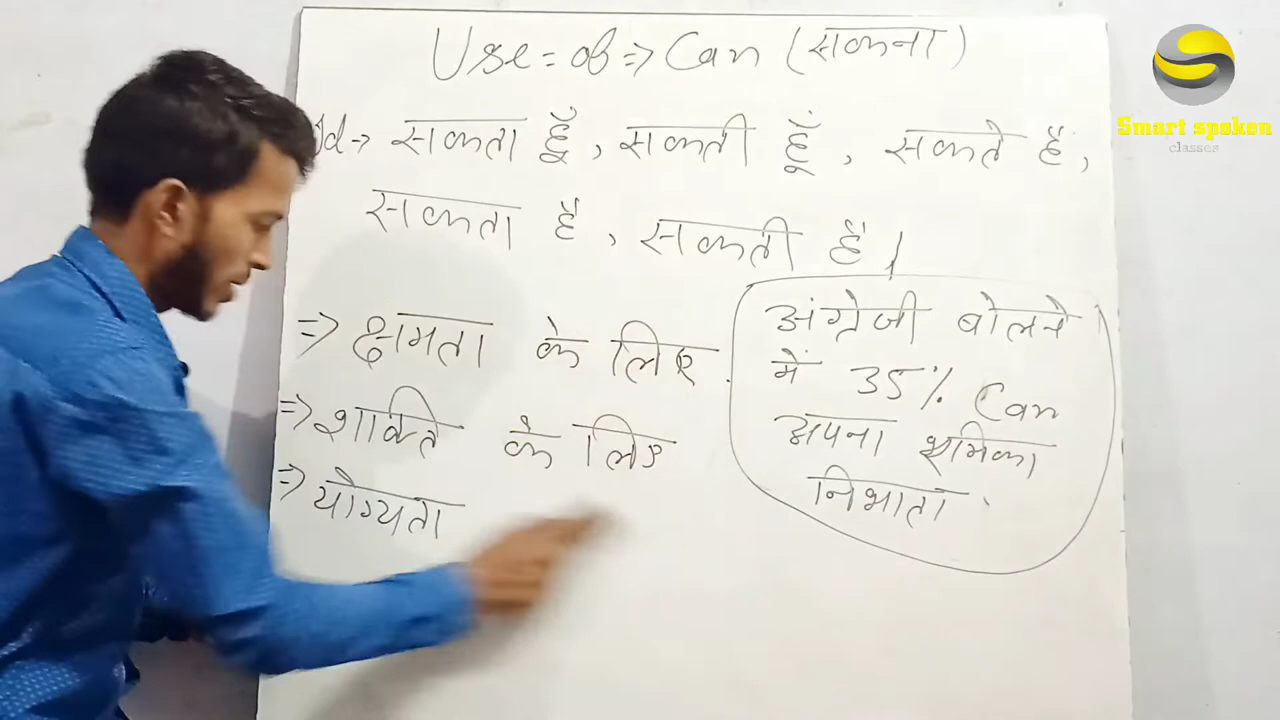 Use = of => Can (सकना)
Id → सकता हूँ, सकती हूँ, सकते हैं,
सकता है, सकती है।
=> क्षमता के लिए
=> शक्ति के लिए
=> योग्यता
अंग्रेजी बोलने
में 35% Can
अपना भूमिका
निभाता
Smart spoken
classes